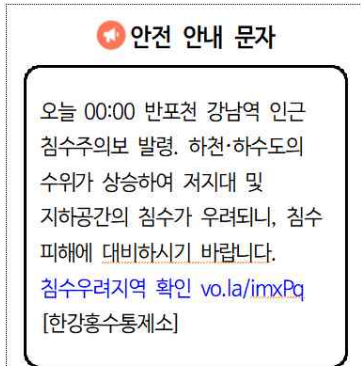 안전 안내 문자
오늘 00:00 반포천 강남역 인근
침수주의보 발령. 하천·하수도의
수위가 상승하여 저지대 및
지하공간의 침수가 우려되니, 침수
피해에 대비하시기 바랍니다.
침수우려지역 확인 vo.la/imxPq
[한강홍수통제소]